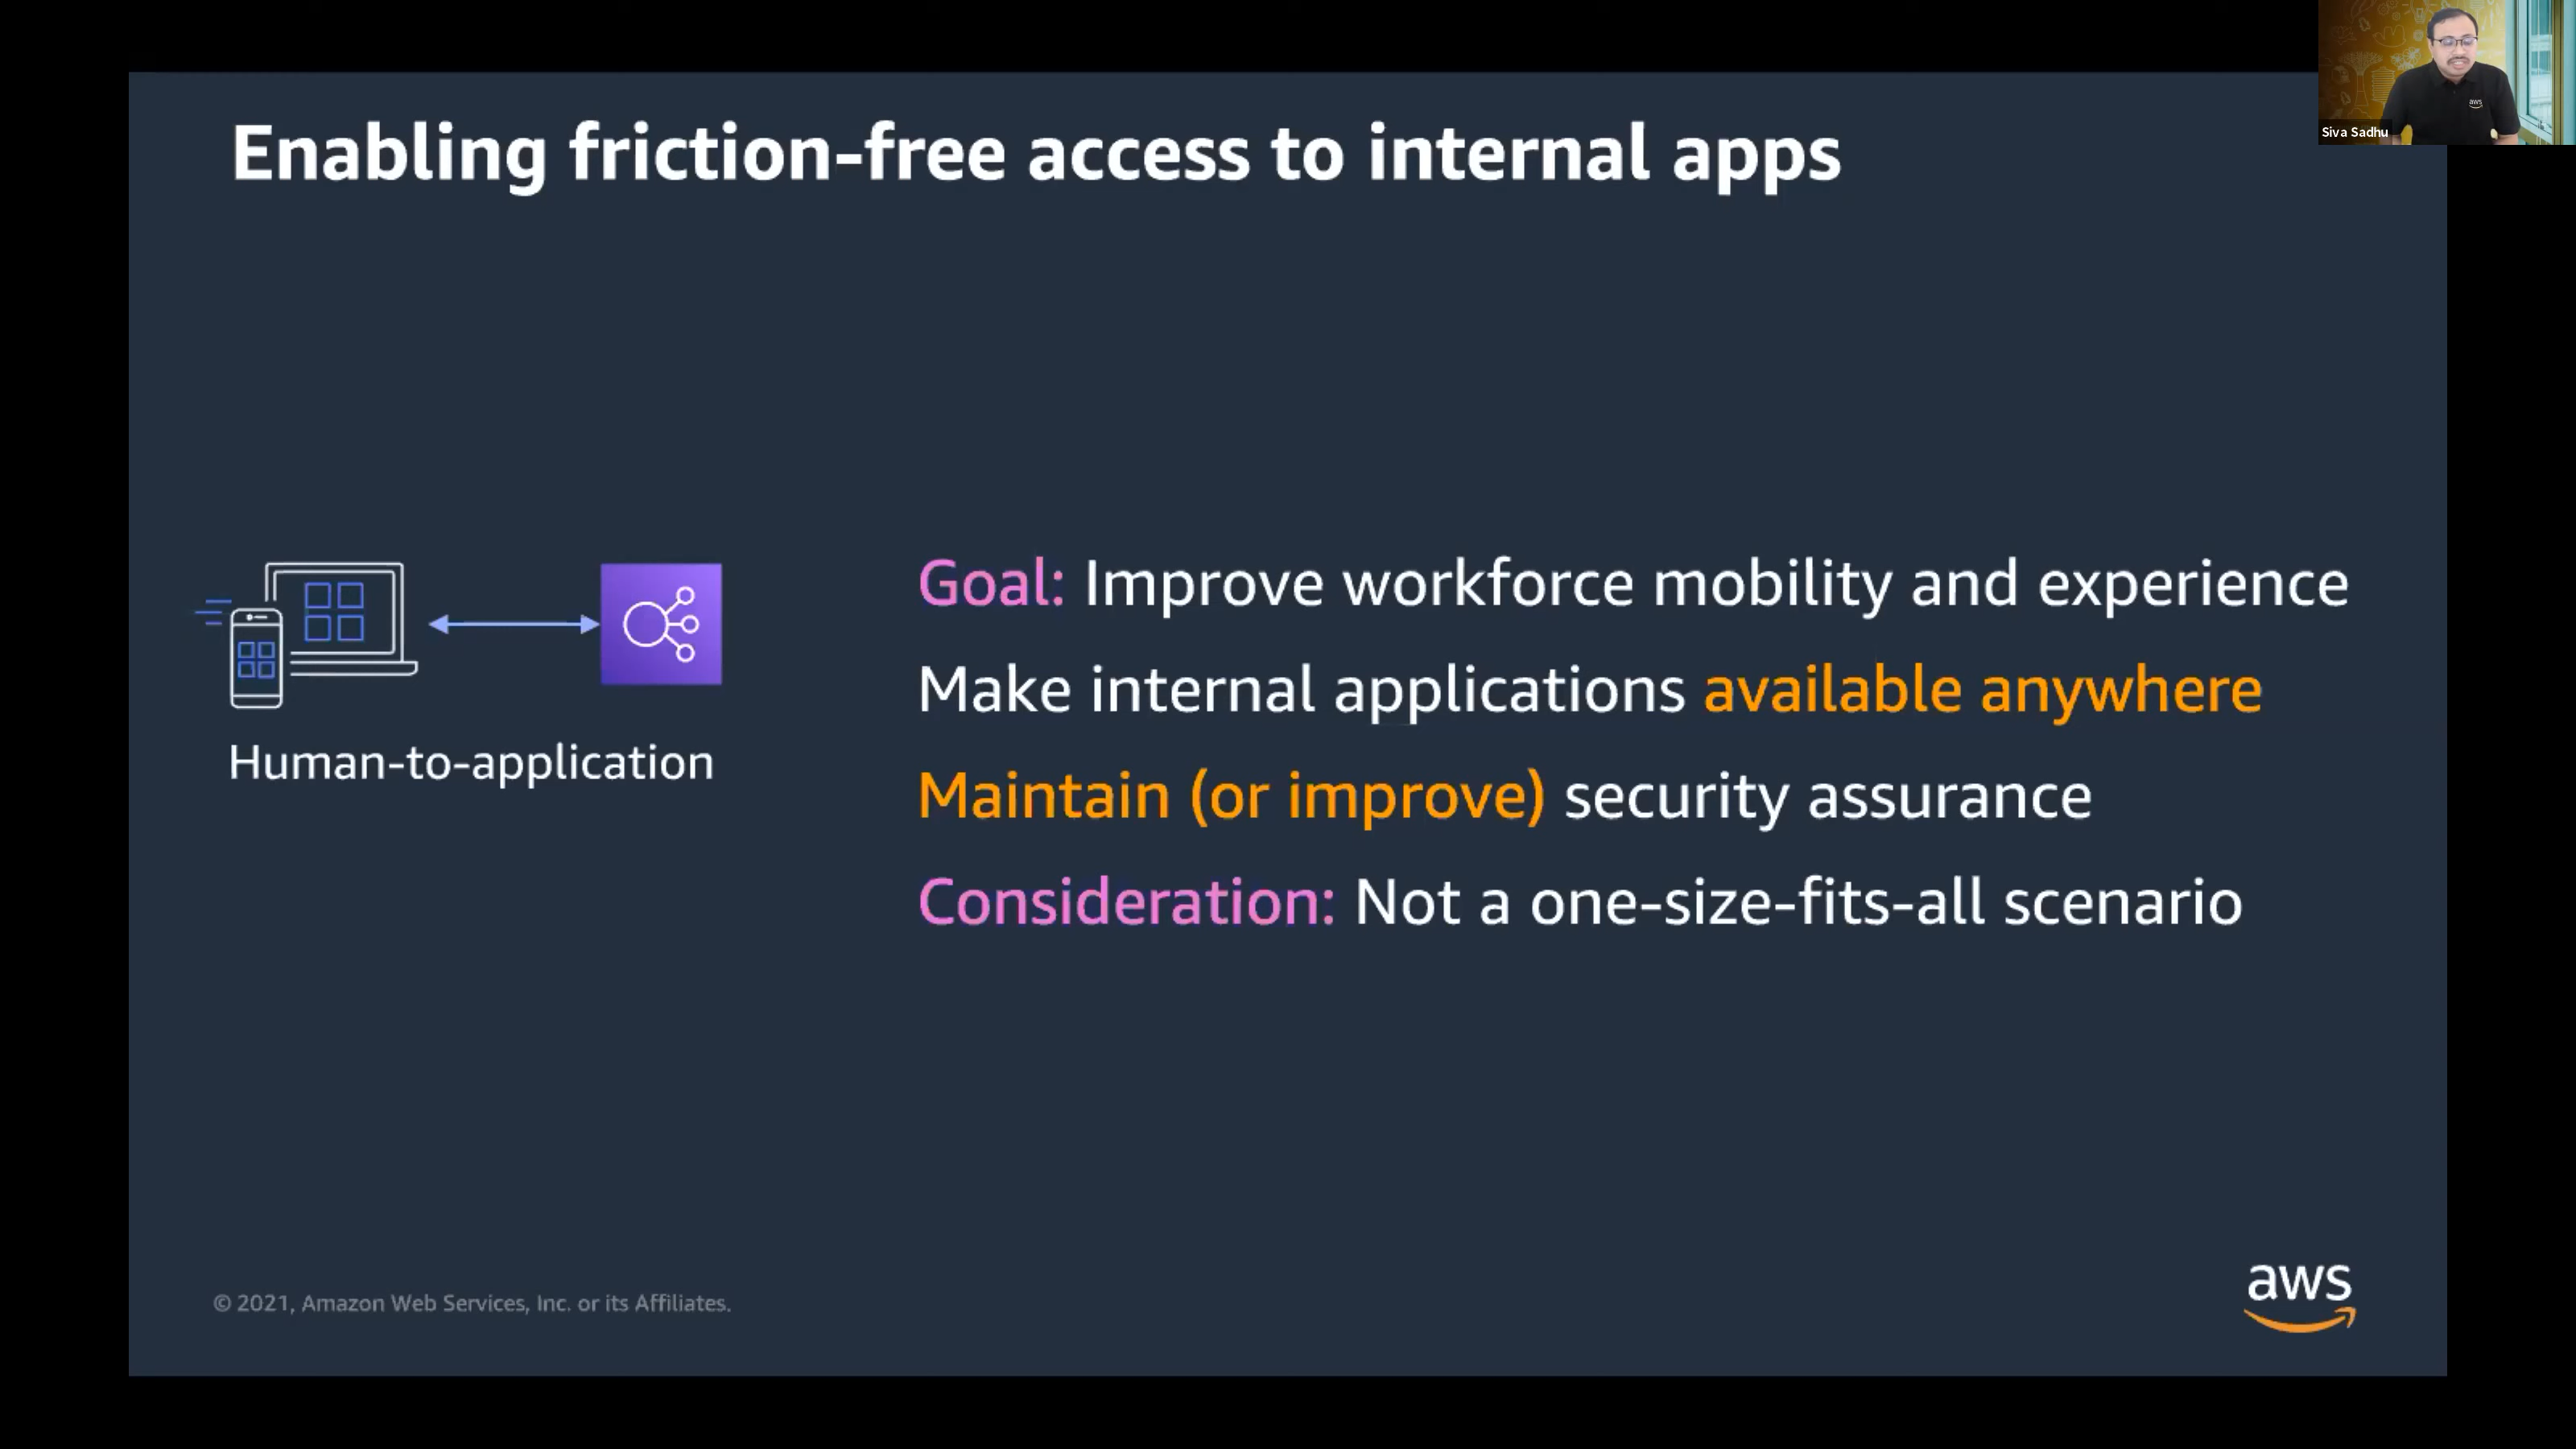 Enabling friction-free access to internal apps
aws
Siva Sadhu
Human-to-application
Goal: Improve workforce mobility and experience
Make internal applications available anywhere
Maintain (or improve) security assurance
Consideration: Not a one-size-fits-all scenario
© 2021, Amazon Web Services, Inc. or its Affiliates.
aws